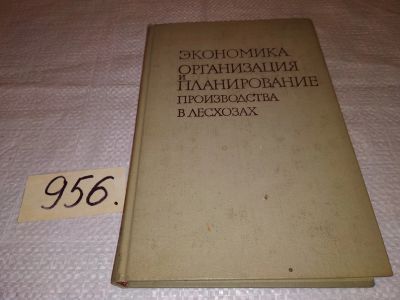 ЭКОНОМИКА
ОРГАНИЗАЦИЯ
И
ПЛАНИРОВАНИЕ
ПРОИЗВОДСТВА
В ЛЕСХОЗАХ
956.